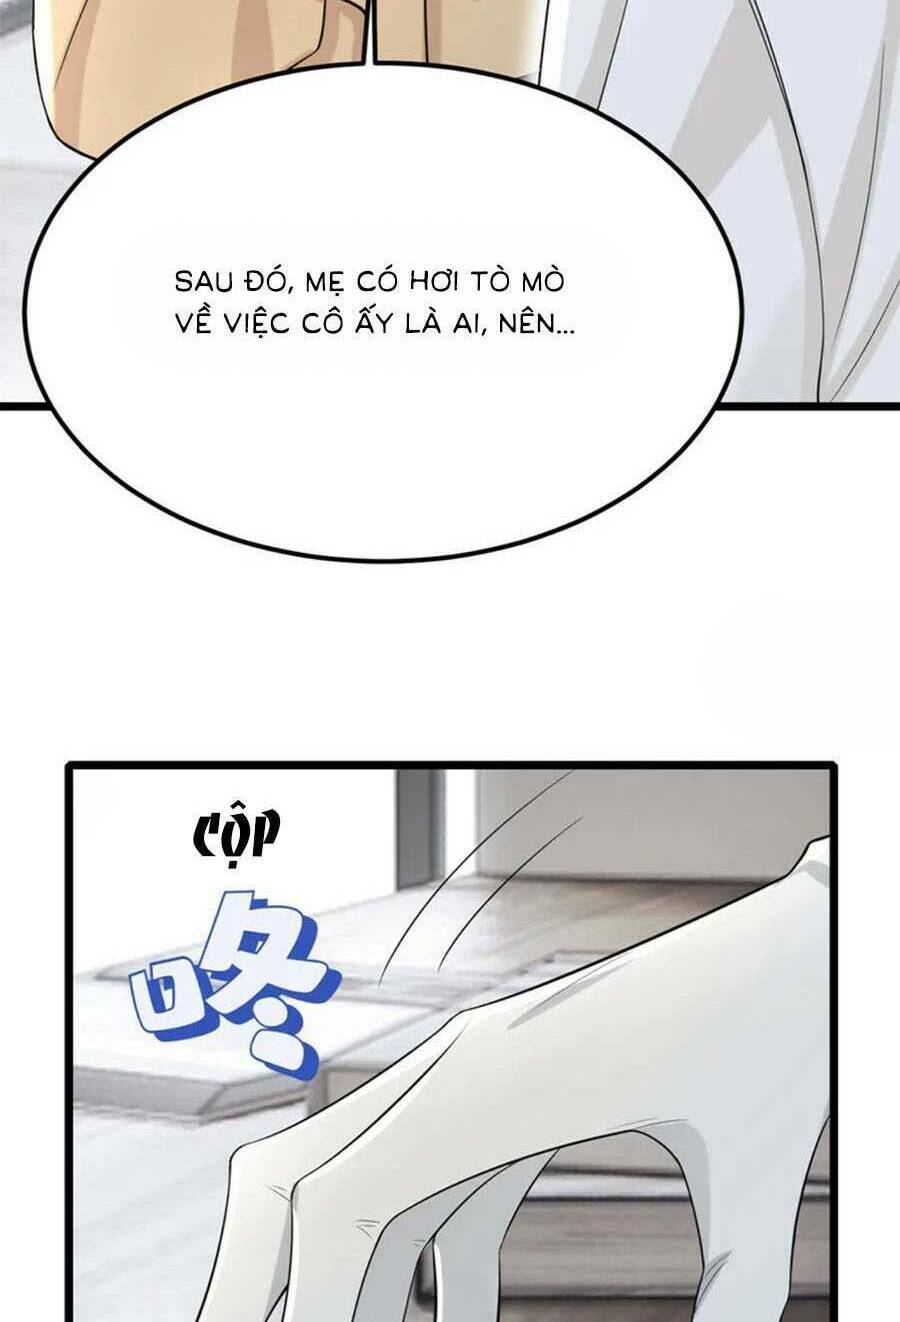 SAU ĐÓ, MẸ CÓ HƠI TÒ MÒ
VỀ VIỆC CÔ ẤY LÀ AI, NÊN...
CỘP
咚